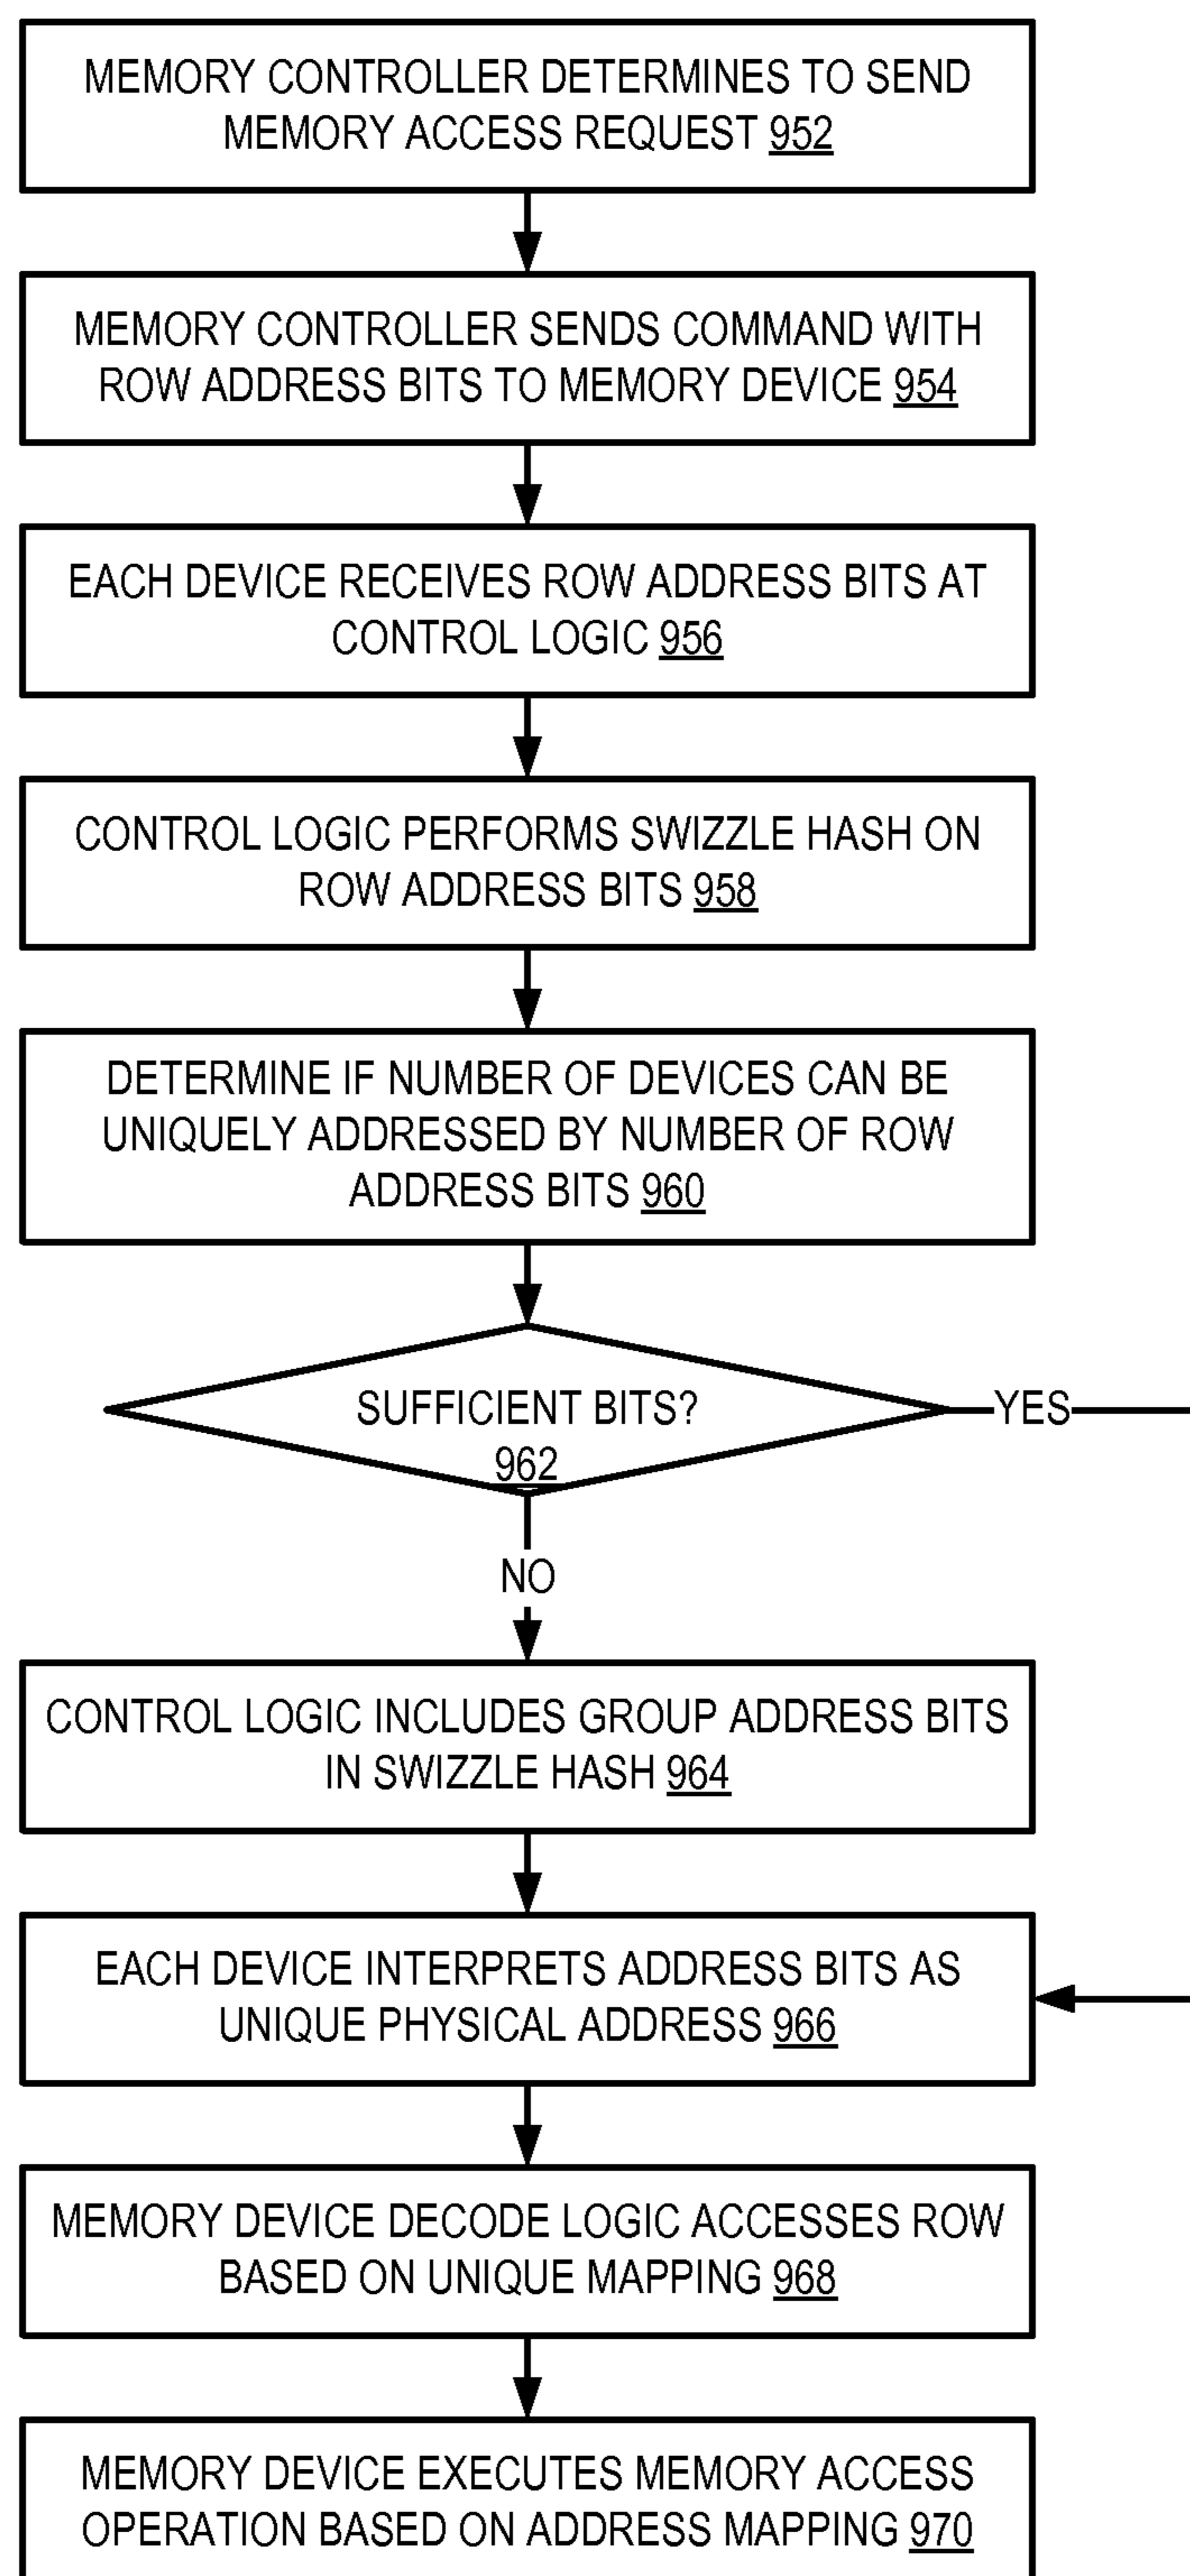 MEMORY CONTROLLER DETERMINES TO SEND
MEMORY ACCESS REQUEST 952
MEMORY CONTROLLER SENDS COMMAND WITH
ROW ADDRESS BITS TO MEMORY DEVICE 954
EACH DEVICE RECEIVES ROW ADDRESS BITS AT
CONTROL LOGIC 956
CONTROL LOGIC PERFORMS SWIZZLE HASH ON
ROW ADDRESS BITS 958
DETERMINE IF NUMBER OF DEVICES CAN BE
UNIQUELY ADDRESSED BY NUMBER OF ROW
ADDRESS BITS 960
SUFFICIENT BITS?
962
YES
NO
CONTROL LOGIC INCLUDES GROUP ADDRESS BITS
IN SWIZZLE HASH 964
EACH DEVICE INTERPRETS ADDRESS BITS AS
UNIQUE PHYSICAL ADDRESS 966
MEMORY DEVICE DECODE LOGIC ACCESSES ROW
BASED ON UNIQUE MAPPING 968
MEMORY DEVICE EXECUTES MEMORY ACCESS
OPERATION BASED ON ADDRESS MAPPING 970